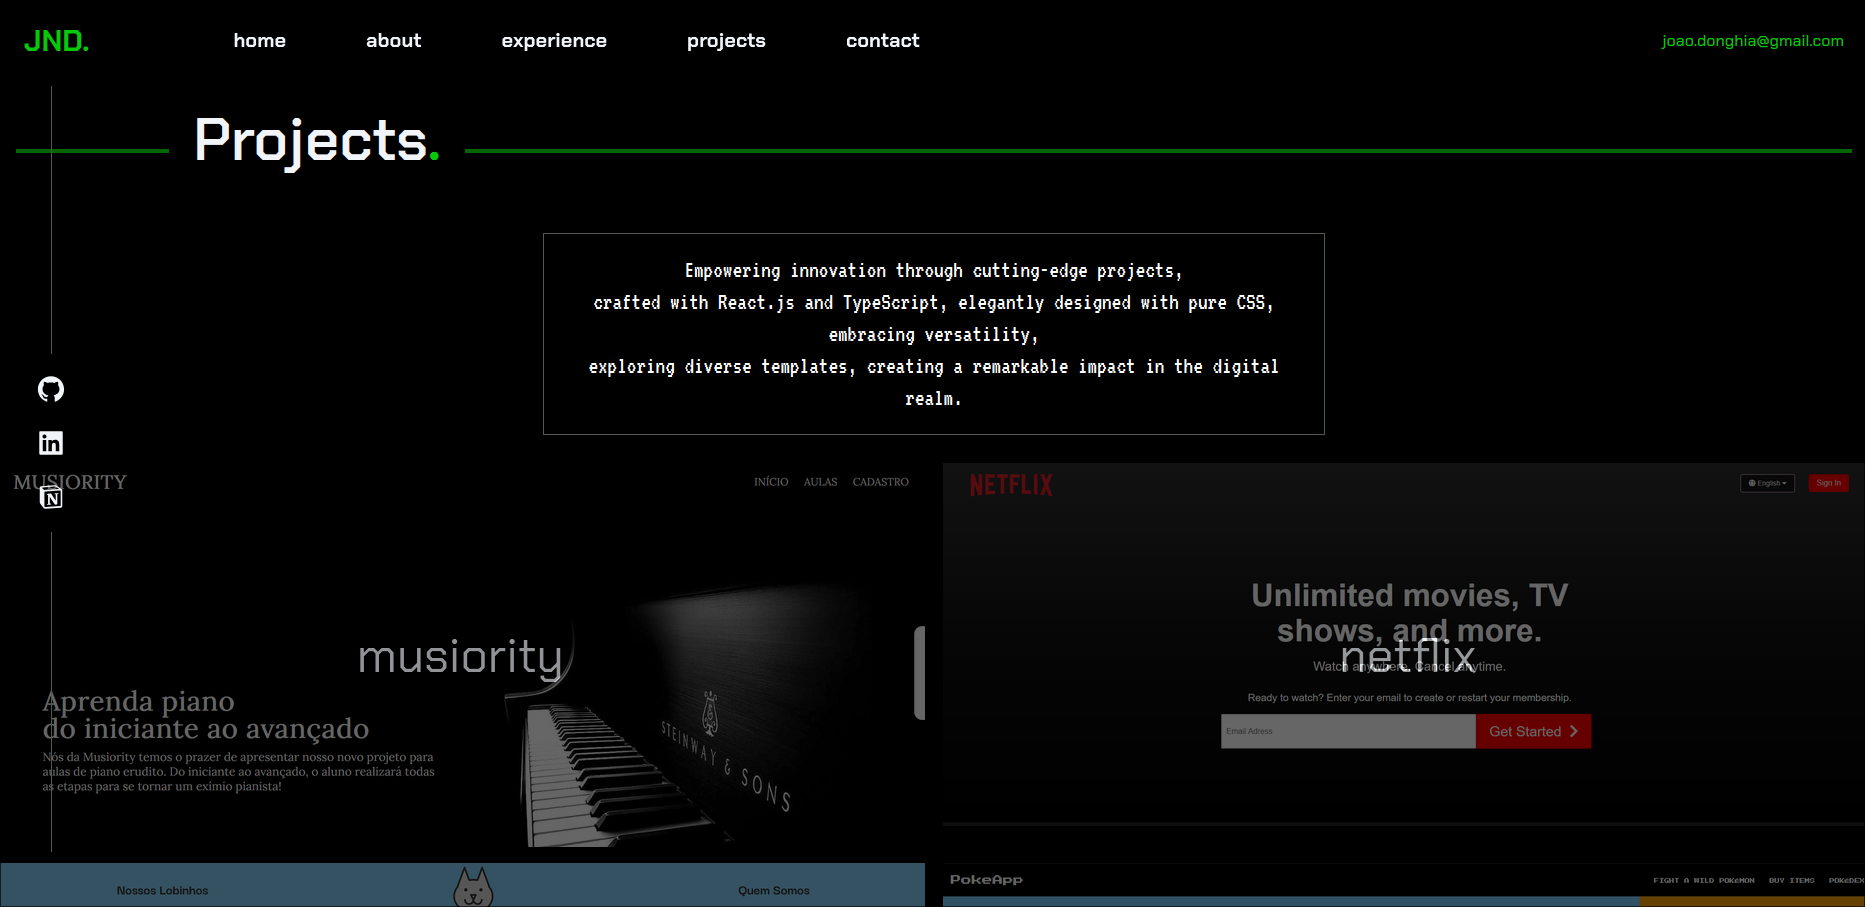 JND.
home about experience projects contact
joao.donghia@gmail.com
Projects.
Empowering innovation through cutting-edge projects,
crafted with React.js and TypeScript, elegantly designed with pure CSS,
embracing versatility,
exploring diverse templates, creating a remarkable impact in the digital
realm.
in
N
MUSIORITY
INÍCIO AULAS CADASTRO
musiority
Aprenda piano
do iniciante ao avançado
Nós da Musiority temos o prazer de apresentar nosso novo projeto para
aulas de piano erudito. Do iniciante ao avançado, o aluno realizará todas
as etapas para se tornar um exímio pianista!
STEINWAY & SONS
NETFLIX
English
Sign In
Unlimited movies, TV
shows, and more.
netflix
Watch anywhere. Cancel anytime.
Ready to watch? Enter your email to create or restart your membership.
Email Adress
Get Started
Nossos Lobinhos
Quem Somos
PokeApp
FIGHT A WILD POKéMON BUY ITEMS POKéDEX